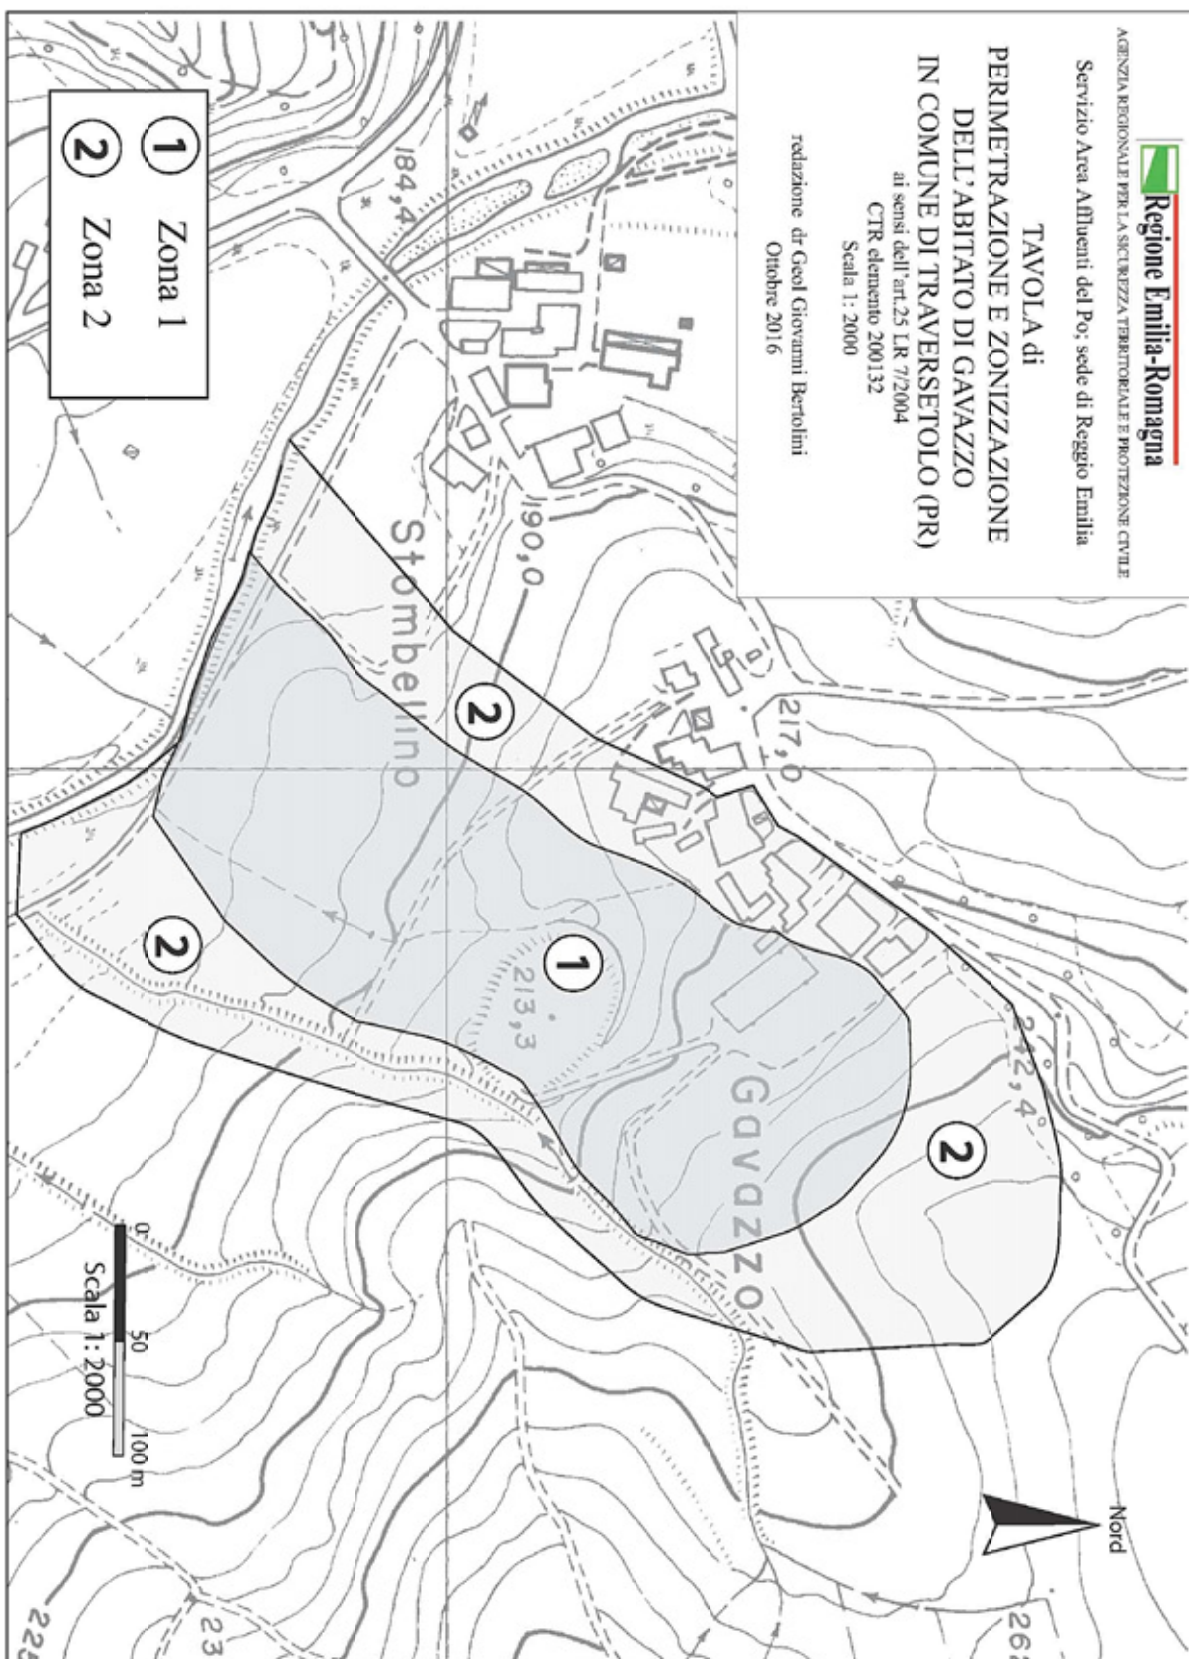 Regione Emilia-Romagna
AGENZIA REGIONALE PER LA SICUREZZA TERRITORIALE E PROTEZIONE CIVILE
Servizio Area Affluenti del Po; sede di Reggio Emilia
TAVOLA di
PERIMETRAZIONE E ZONIZZAZIONE
DELL'ABITATO DI GAVAZZO
IN COMUNE DI TRAVERSETOLO (PR)
ai sensi dell'art.25 LR 7/2004
CTR elemento 200132
Scala 1: 2000
redazione dr Geol Giovanni Bertolini
Ottobre 2016
Nord
262
242,4
217,0
2
Gavazzo
1
213,3
190,0
2
Stombellino
184,4
2
1 Zona 1
2 Zona 2
0 50 100 m
Scala 1: 2000
23
225